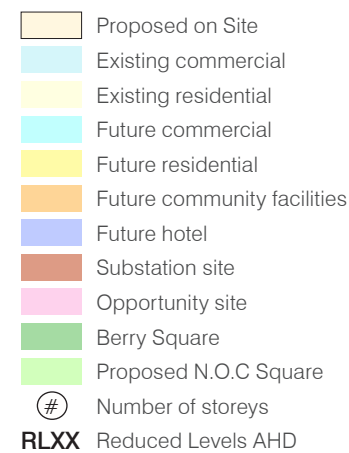 Proposed on Site
Existing commercial
Existing residential
Future commercial
Future residential
Future community facilities
Future hotel
Substation site
Opportunity site
Berry Square
Proposed N.O.C Square
# Number of storeys
RLXX Reduced Levels AHD